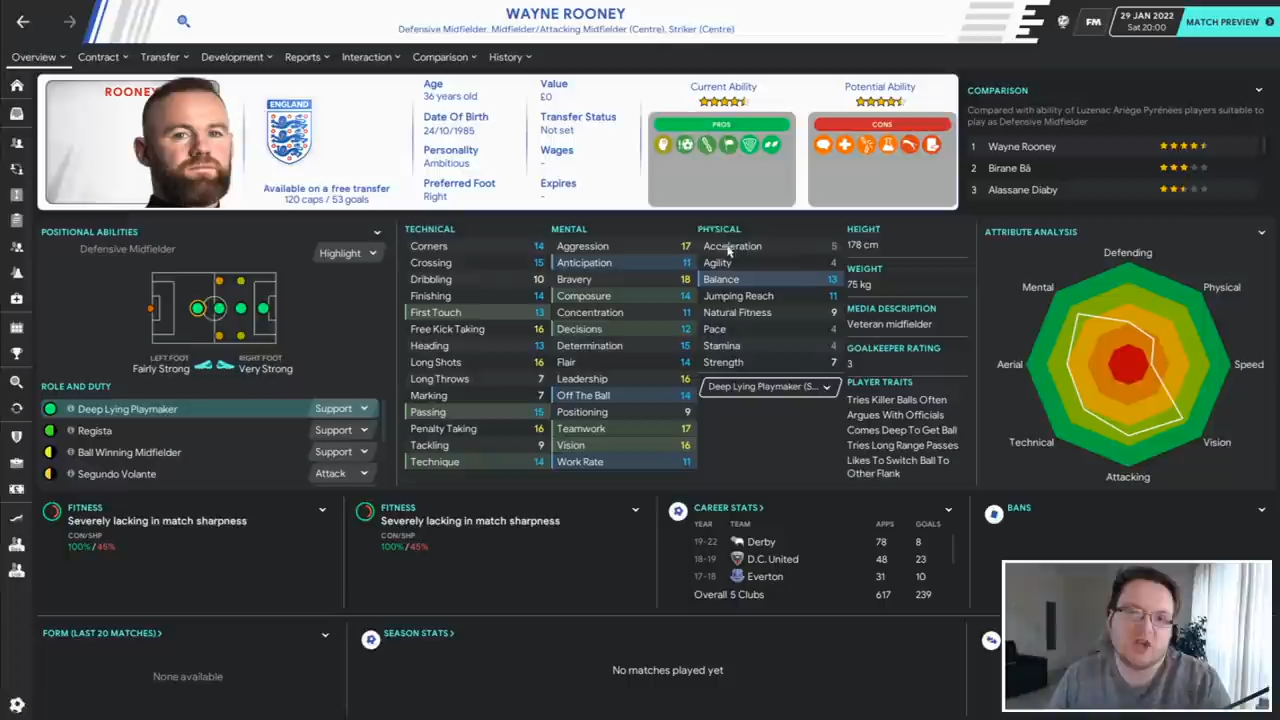 WAYNE ROONEY
Defensive Midfielder, Midfielder/Attacking Midfielder (Centre), Striker (Centre)
FM
29 JAN 2022
Sat 20:00
MATCH PREVIEW
Overview
Contract
Transfer
Development
Reports
Interaction
Comparison
History
ROONEY
ENGLAND
Available on a free transfer
120 caps / 53 goals
Age
36 years old
Date Of Birth
24/10/1985
Personality
Ambitious
Preferred Foot
Right
Value
£0
Transfer Status
Not set
Wages
-
Expires
-
Current Ability
PROS
Potential Ability
CONS
COMPARISON
Compared with ability of Luzenac Ariège Pyrénées players suitable to
play as Defensive Midfielder
1 Wayne Rooney
2 Birane Bâ
3 Alassane Diaby
POSITIONAL ABILITIES
Defensive Midfielder
Highlight
LEFT FOOT
Fairly Strong
RIGHT FOOT
Very Strong
ROLE AND DUTY
Deep Lying Playmaker Support
Regista Support
Ball Winning Midfielder Support
Segundo Volante Attack
TECHNICAL
Corners 14
Crossing 15
Dribbling 10
Finishing 14
First Touch 13
Free Kick Taking 16
Heading 13
Long Shots 16
Long Throws 7
Marking 7
Passing 15
Penalty Taking 16
Tackling 9
Technique 14
MENTAL
Aggression 17
Anticipation 11
Bravery 18
Composure 14
Concentration 11
Decisions 12
Determination 15
Flair 14
Leadership 16
Off The Ball 14
Positioning 9
Teamwork 17
Vision 16
Work Rate 11
PHYSICAL
Acceleration 5
Agility 4
Balance 13
Jumping Reach 11
Natural Fitness 9
Pace 4
Stamina 4
Strength 7
Deep Lying Playmaker (S...
HEIGHT
178 cm
WEIGHT
75 kg
MEDIA DESCRIPTION
Veteran midfielder
GOALKEEPER RATING
3
PLAYER TRAITS
Tries Killer Balls Often
Argues With Officials
Comes Deep To Get Ball
Tries Long Range Passes
Likes To Switch Ball To
Other Flank
ATTRIBUTE ANALYSIS
Defending
Mental
Physical
Aerial
Speed
Technical
Vision
Attacking
FITNESS
Severely lacking in match sharpness
CON/SHP
100% / 45%
FITNESS
Severely lacking in match sharpness
CON/SHP
100% / 45%
CAREER STATS
YEAR TEAM APPS GOALS
19-22 Derby 78 8
18-19 D.C. United 48 23
17-18 Everton 31 10
Overall 5 Clubs 617 239
BANS
FORM (LAST 20 MATCHES)
None available
SEASON STATS
No matches played yet